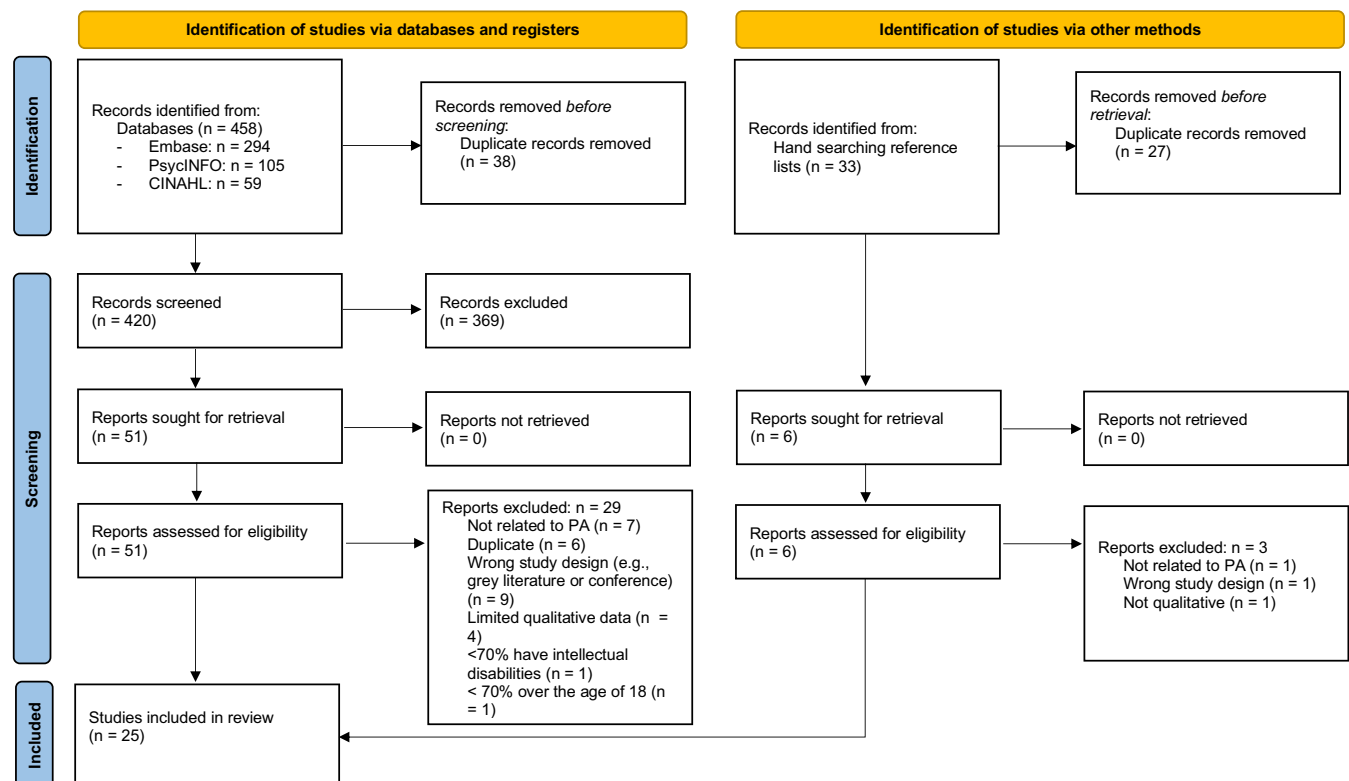 Identification of studies via databases and registers
Identification of studies via other methods
Identification
Records identified from:
Databases (n = 458)
- Embase: n = 294
- PsycINFO: n = 105
- CINAHL: n = 59
Records removed before
screening:
Duplicate records removed
(n = 38)
Records identified from:
Hand searching reference
lists (n = 33)
Records removed before
retrieval:
Duplicate records removed
(n = 27)
Screening
Records screened
(n = 420)
Records excluded
(n = 369)
Reports sought for retrieval
(n = 51)
Reports not retrieved
(n = 0)
Reports sought for retrieval
(n = 6)
Reports not retrieved
(n = 0)
Reports assessed for eligibility
(n = 51)
Reports excluded: n = 29
Not related to PA (n = 7)
Duplicate (n = 6)
Wrong study design (e.g.,
grey literature or conference)
(n = 9)
Limited qualitative data (n =
4)
<70% have intellectual
disabilities (n = 1)
< 70% over the age of 18 (n
= 1)
Reports assessed for eligibility
(n = 6)
Reports excluded: n = 3
Not related to PA (n = 1)
Wrong study design (n = 1)
Not qualitative (n = 1)
Included
Studies included in review
(n = 25)